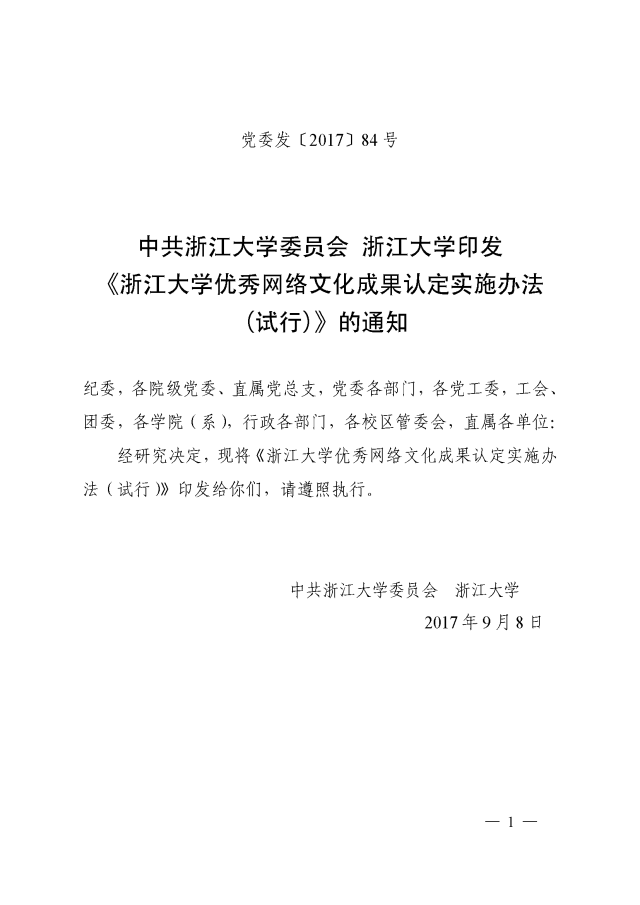 党委发〔2017〕84 号
中共浙江大学委员会 浙江大学印发
《浙江大学优秀网络文化成果认定实施办法
(试行)》的通知
纪委，各院级党委、直属党总支，党委各部门，各党工委，工会、
团委，各学院（系），行政各部门，各校区管委会，直属各单位：
经研究决定，现将《浙江大学优秀网络文化成果认定实施办
法（试行）》印发给你们，请遵照执行。
中共浙江大学委员会 浙江大学
2017 年 9 月 8 日
— 1 —